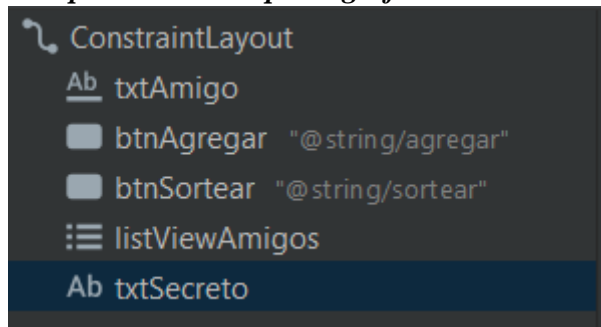 ConstraintLayout
Ab txtAmigo
btnAgregar "@string/agregar"
btnSortear "@string/sortear"
listViewAmigos
Ab txtSecreto